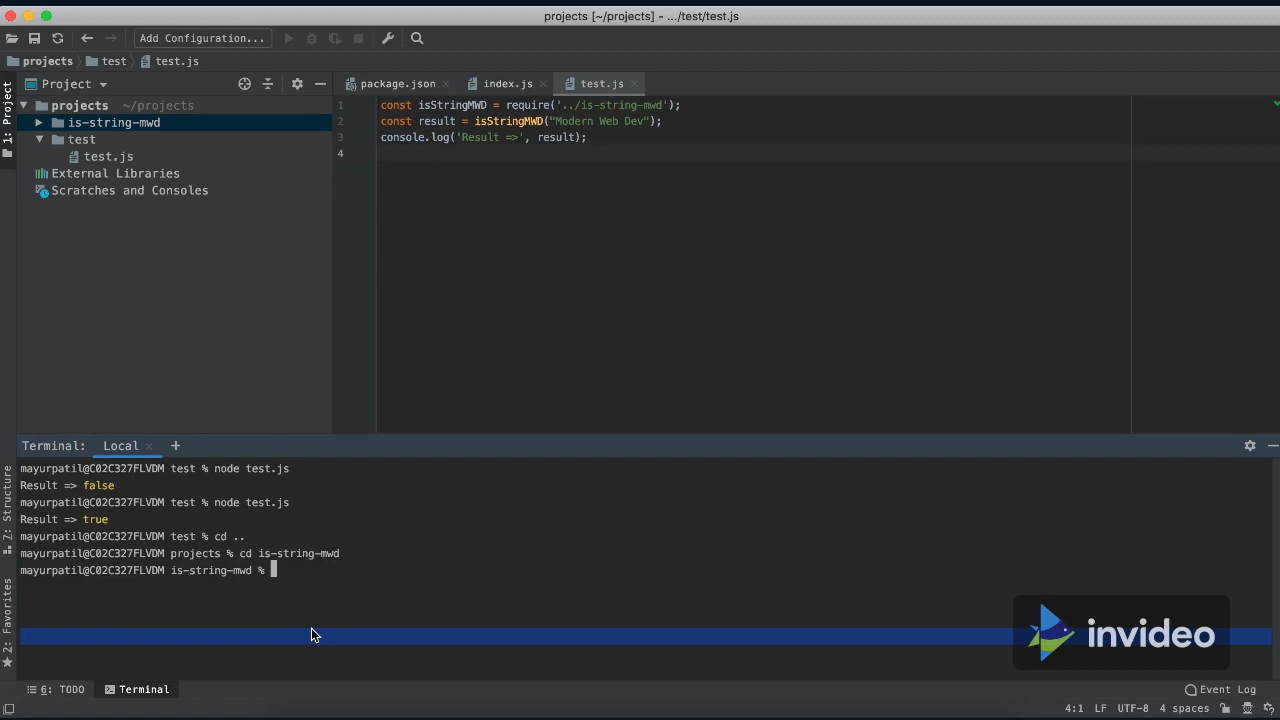 projects [~/projects] - .../test/test.js
Add Configuration...
projects test test.js
1: Project
Project
package.json index.js test.js
projects ~/projects
is-string-mwd
test
test.js
External Libraries
Scratches and Consoles
1 const isStringMWD = require('../is-string-mwd');
2 const result = isStringMWD("Modern Web Dev");
3 console.log('Result =>', result);
4
Terminal: Local +
mayurpatil@C02C327FLVDM test % node test.js
Result => false
mayurpatil@C02C327FLVDM test % node test.js
Result => true
mayurpatil@C02C327FLVDM test % cd ..
mayurpatil@C02C327FLVDM projects % cd is-string-mwd
mayurpatil@C02C327FLVDM is-string-mwd %
7: Structure
2: Favorites
invideo
6: TODO Terminal Event Log
4:1 LF UTF-8 4 spaces